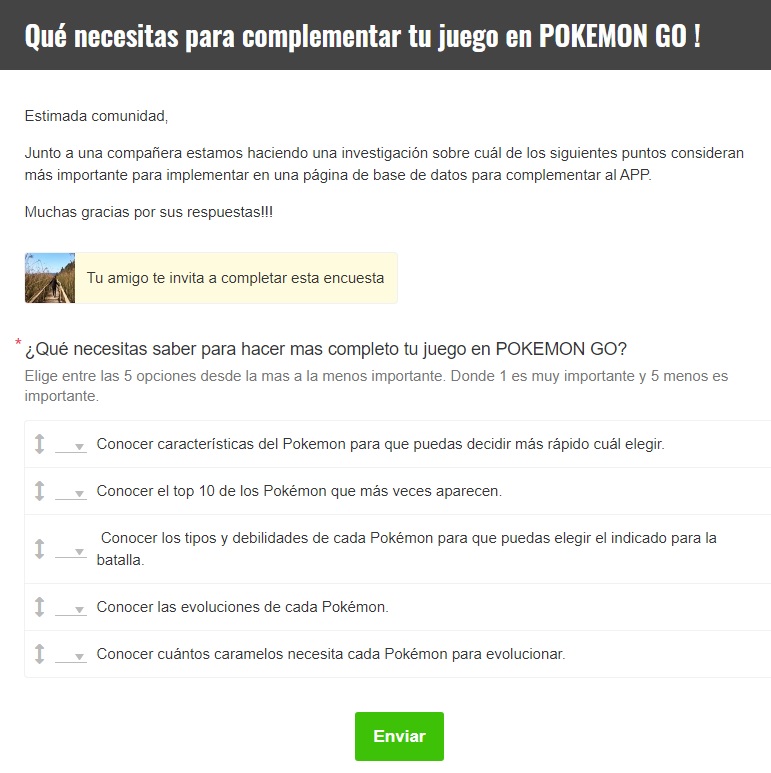 Qué necesitas para complementar tu juego en POKEMON GO !
Estimada comunidad,
Junto a una compañera estamos haciendo una investigación sobre cuál de los siguientes puntos consideran
más importante para implementar en una página de base de datos para complementar al APP.
Muchas gracias por sus respuestas!!!
Tu amigo te invita a completar esta encuesta
* ¿Qué necesitas saber para hacer mas completo tu juego en POKEMON GO?
Elige entre las 5 opciones desde la mas a la menos importante. Donde 1 es muy importante y 5 menos es
importante.
Conocer características del Pokemon para que puedas decidir más rápido cuál elegir.
Conocer el top 10 de los Pokémon que más veces aparecen.
Conocer los tipos y debilidades de cada Pokémon para que puedas elegir el indicado para la
batalla.
Conocer las evoluciones de cada Pokémon.
Conocer cuántos caramelos necesita cada Pokémon para evolucionar.
Enviar